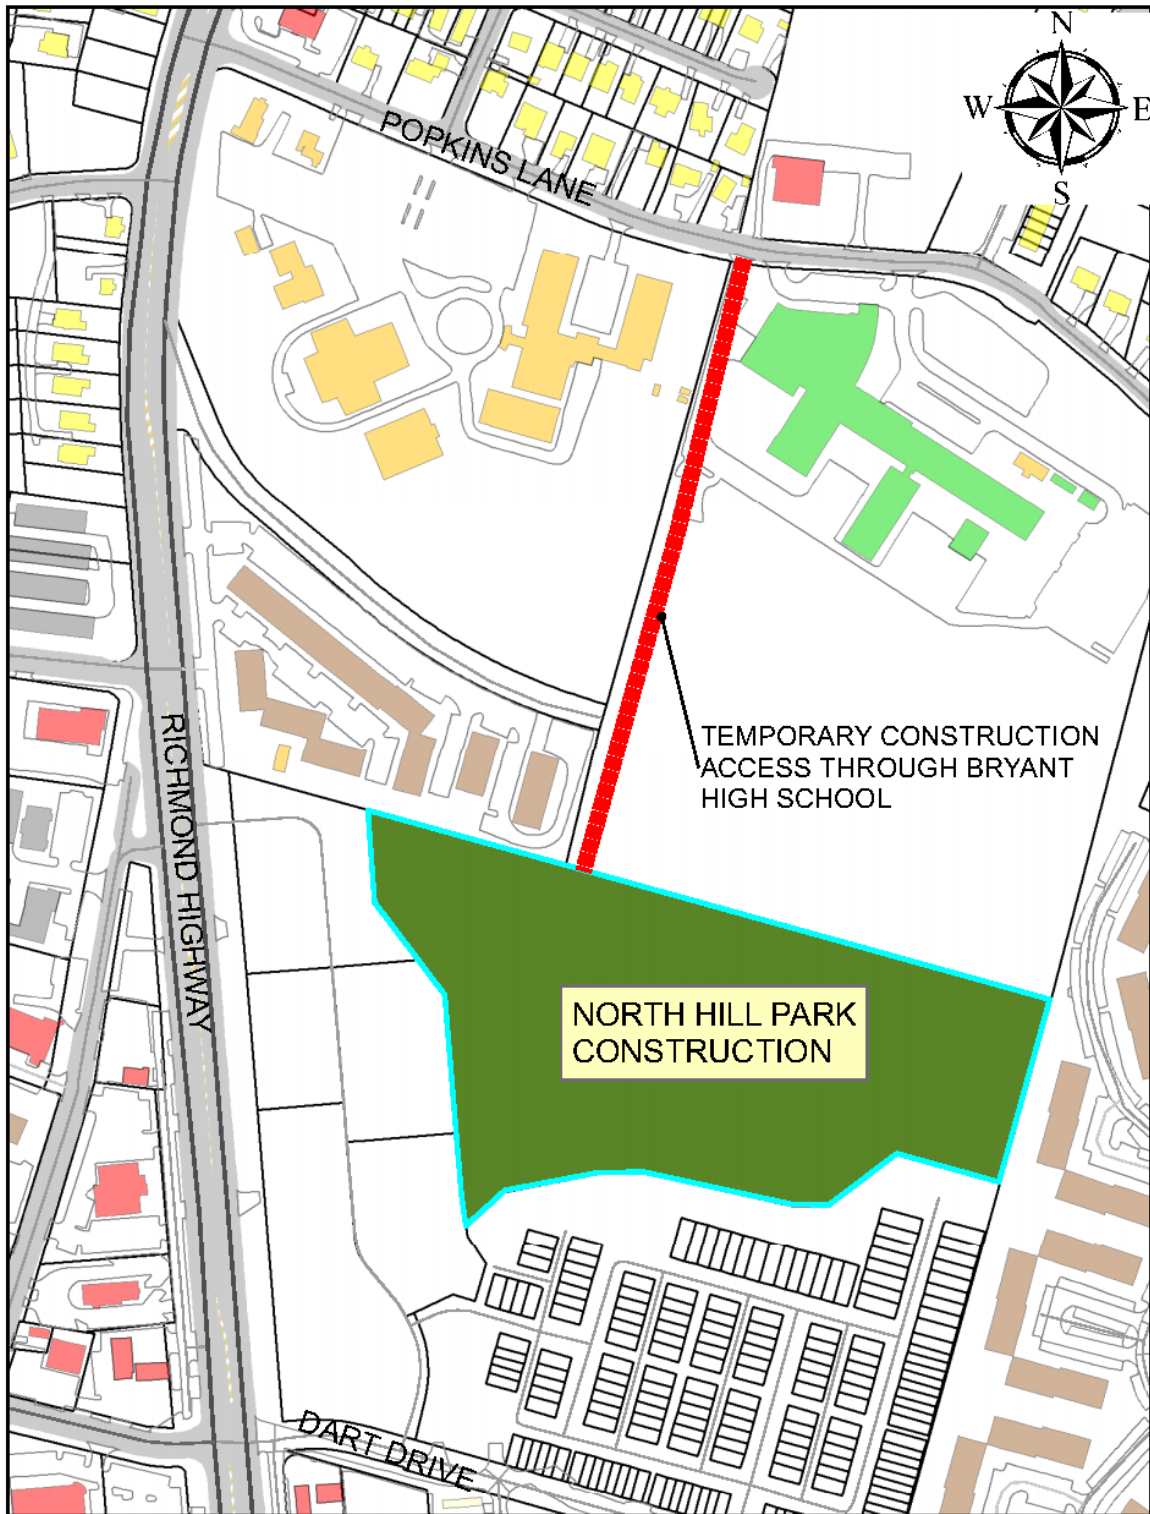 N
W E
S
POPKINS LANE
TEMPORARY CONSTRUCTION
ACCESS THROUGH BRYANT
HIGH SCHOOL
RICHMOND HIGHWAY
NORTH HILL PARK
CONSTRUCTION
DART DRIVE